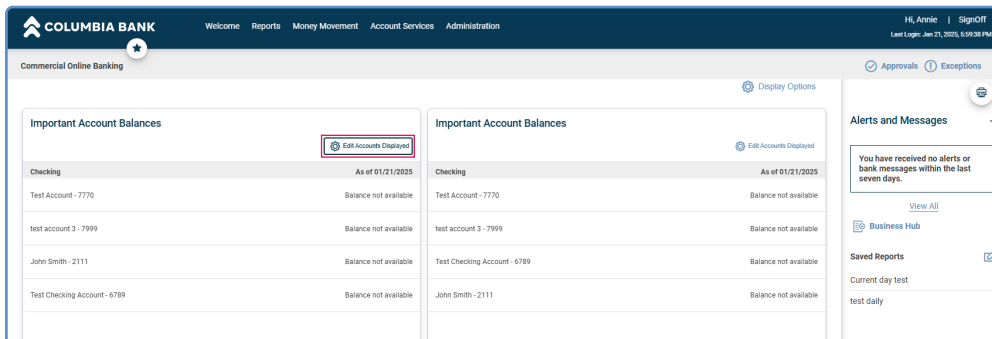 COLUMBIA BANK
Welcome Reports Money Movement Account Services Administration
Hi, Annie | SignOff
Last Login: Jan 21, 2025, 5:59:38 PM
Commercial Online Banking
Approvals Exceptions
Display Options
Important Account Balances
Edit Accounts Displayed
Checking As of 01/21/2025
Test Account - 7770 Balance not available
test account 3 - 7999 Balance not available
John Smith - 2111 Balance not available
Test Checking Account - 6789 Balance not available
Important Account Balances
Edit Accounts Displayed
Checking As of 01/21/2025
Test Account - 7770 Balance not available
test account 3 - 7999 Balance not available
Test Checking Account - 6789 Balance not available
John Smith - 2111 Balance not available
Alerts and Messages
You have received no alerts or
bank messages within the last
seven days.
View All
Business Hub
Saved Reports
Current day test
test daily